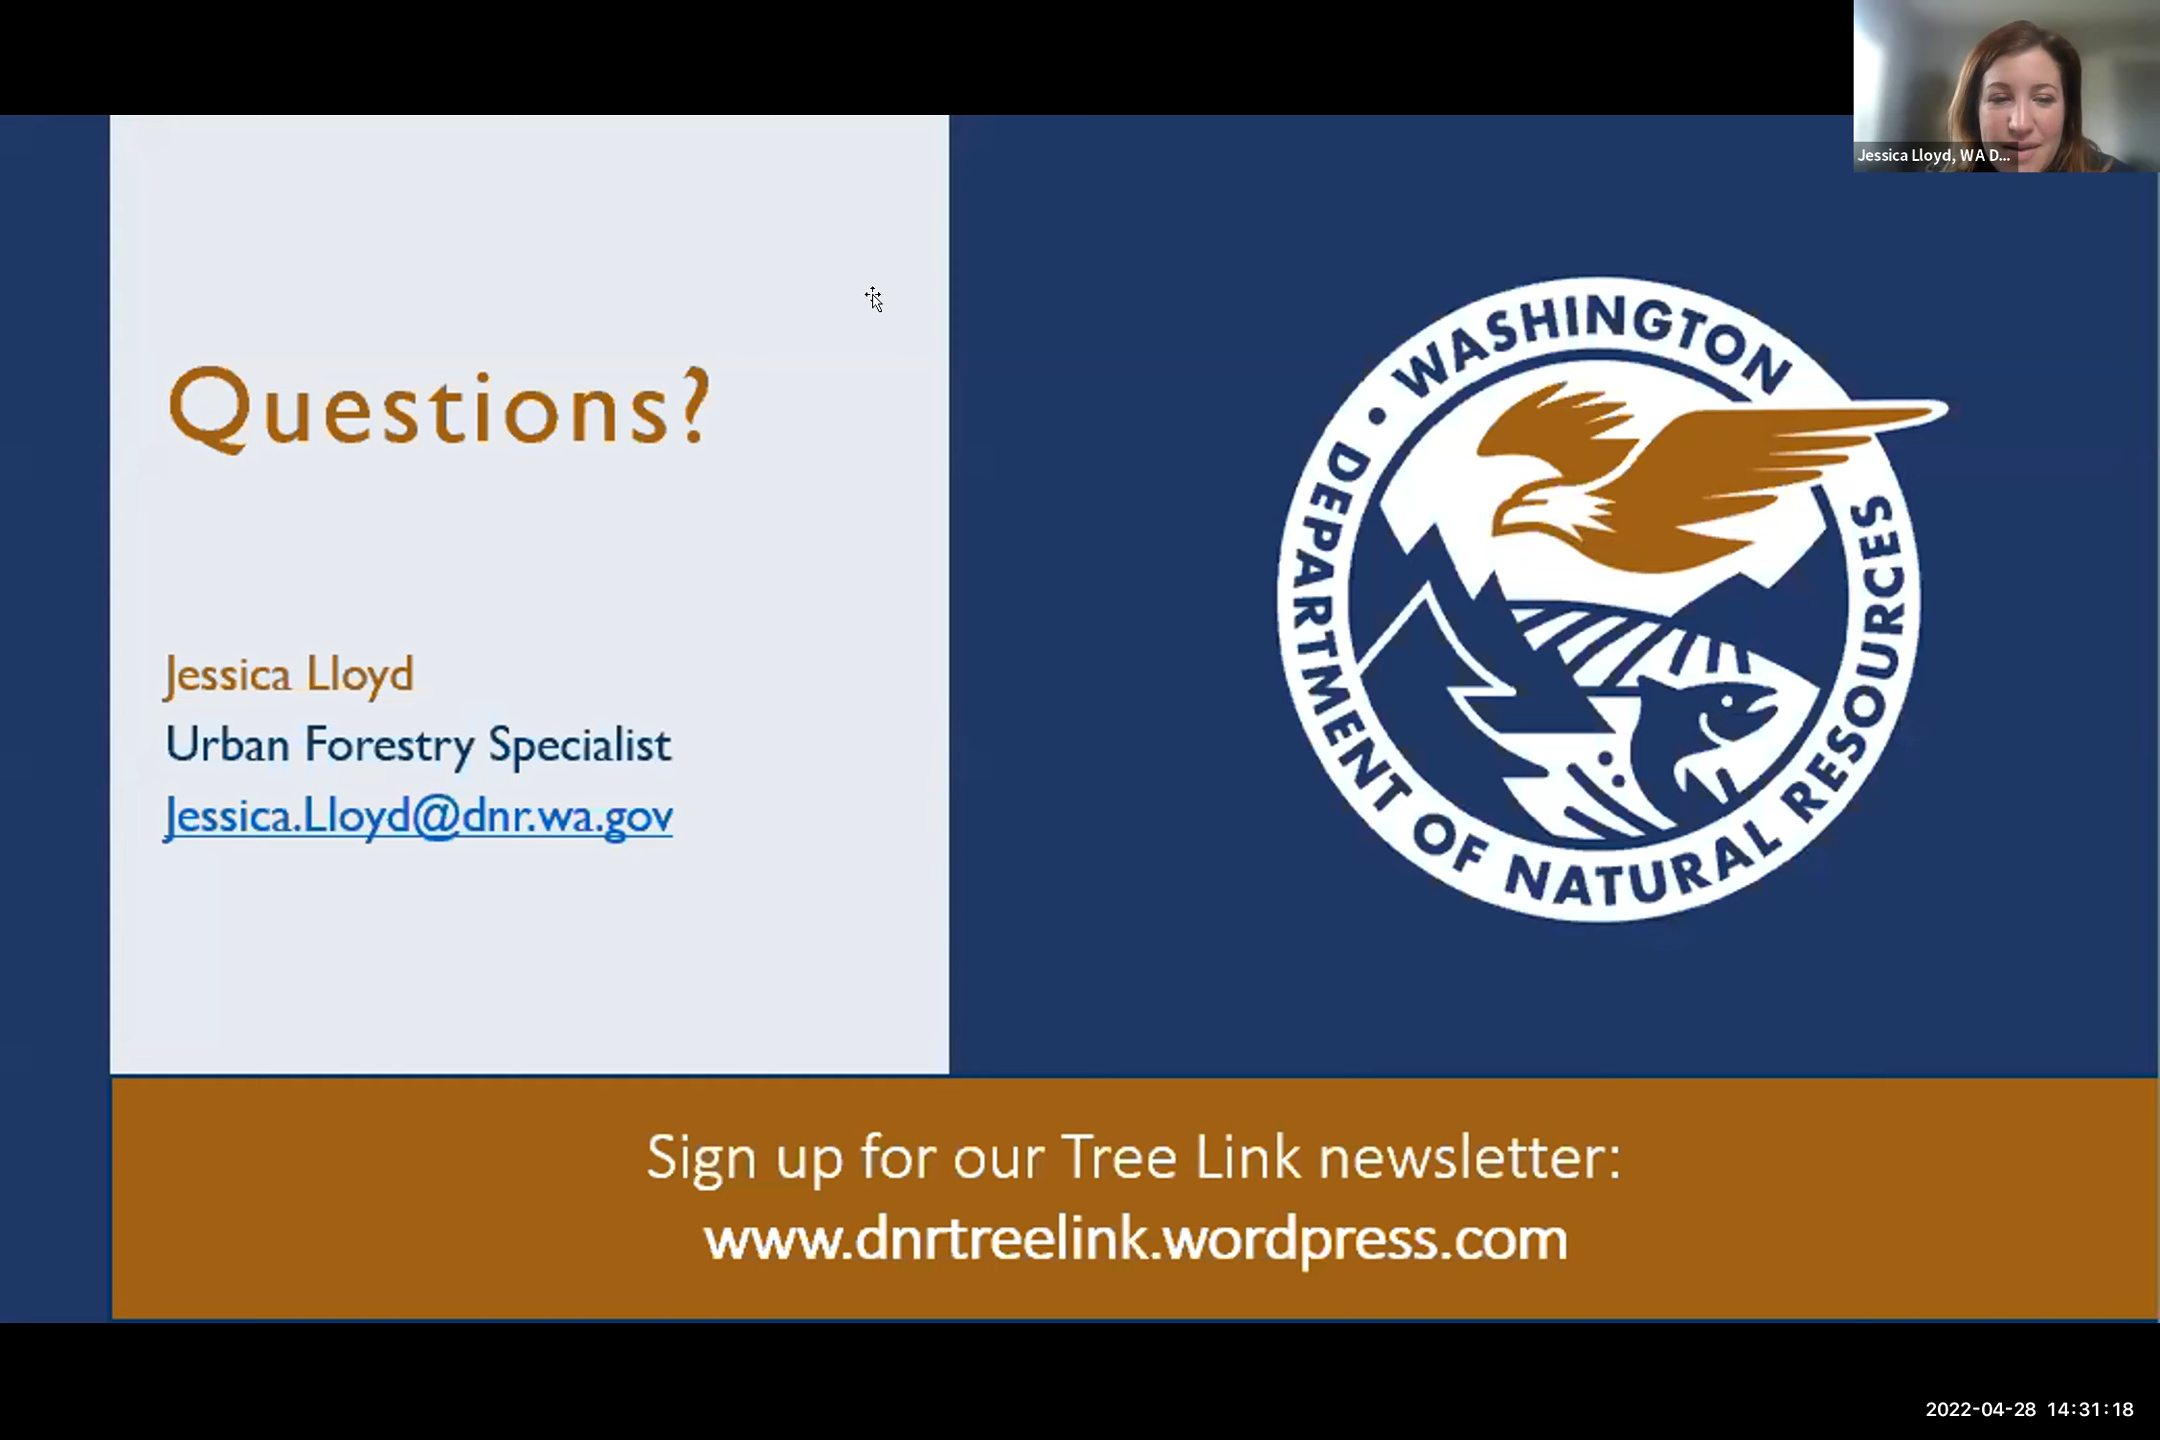 Jessica Lloyd, WA D...
Questions?
Jessica Lloyd
Urban Forestry Specialist
Jessica.Lloyd@dnr.wa.gov
• WASHINGTON
DEPARTMENT OF NATURAL RESOURCES
Sign up for our Tree Link newsletter:
www.dnrtreelink.wordpress.com
2022-04-28 14:31:18